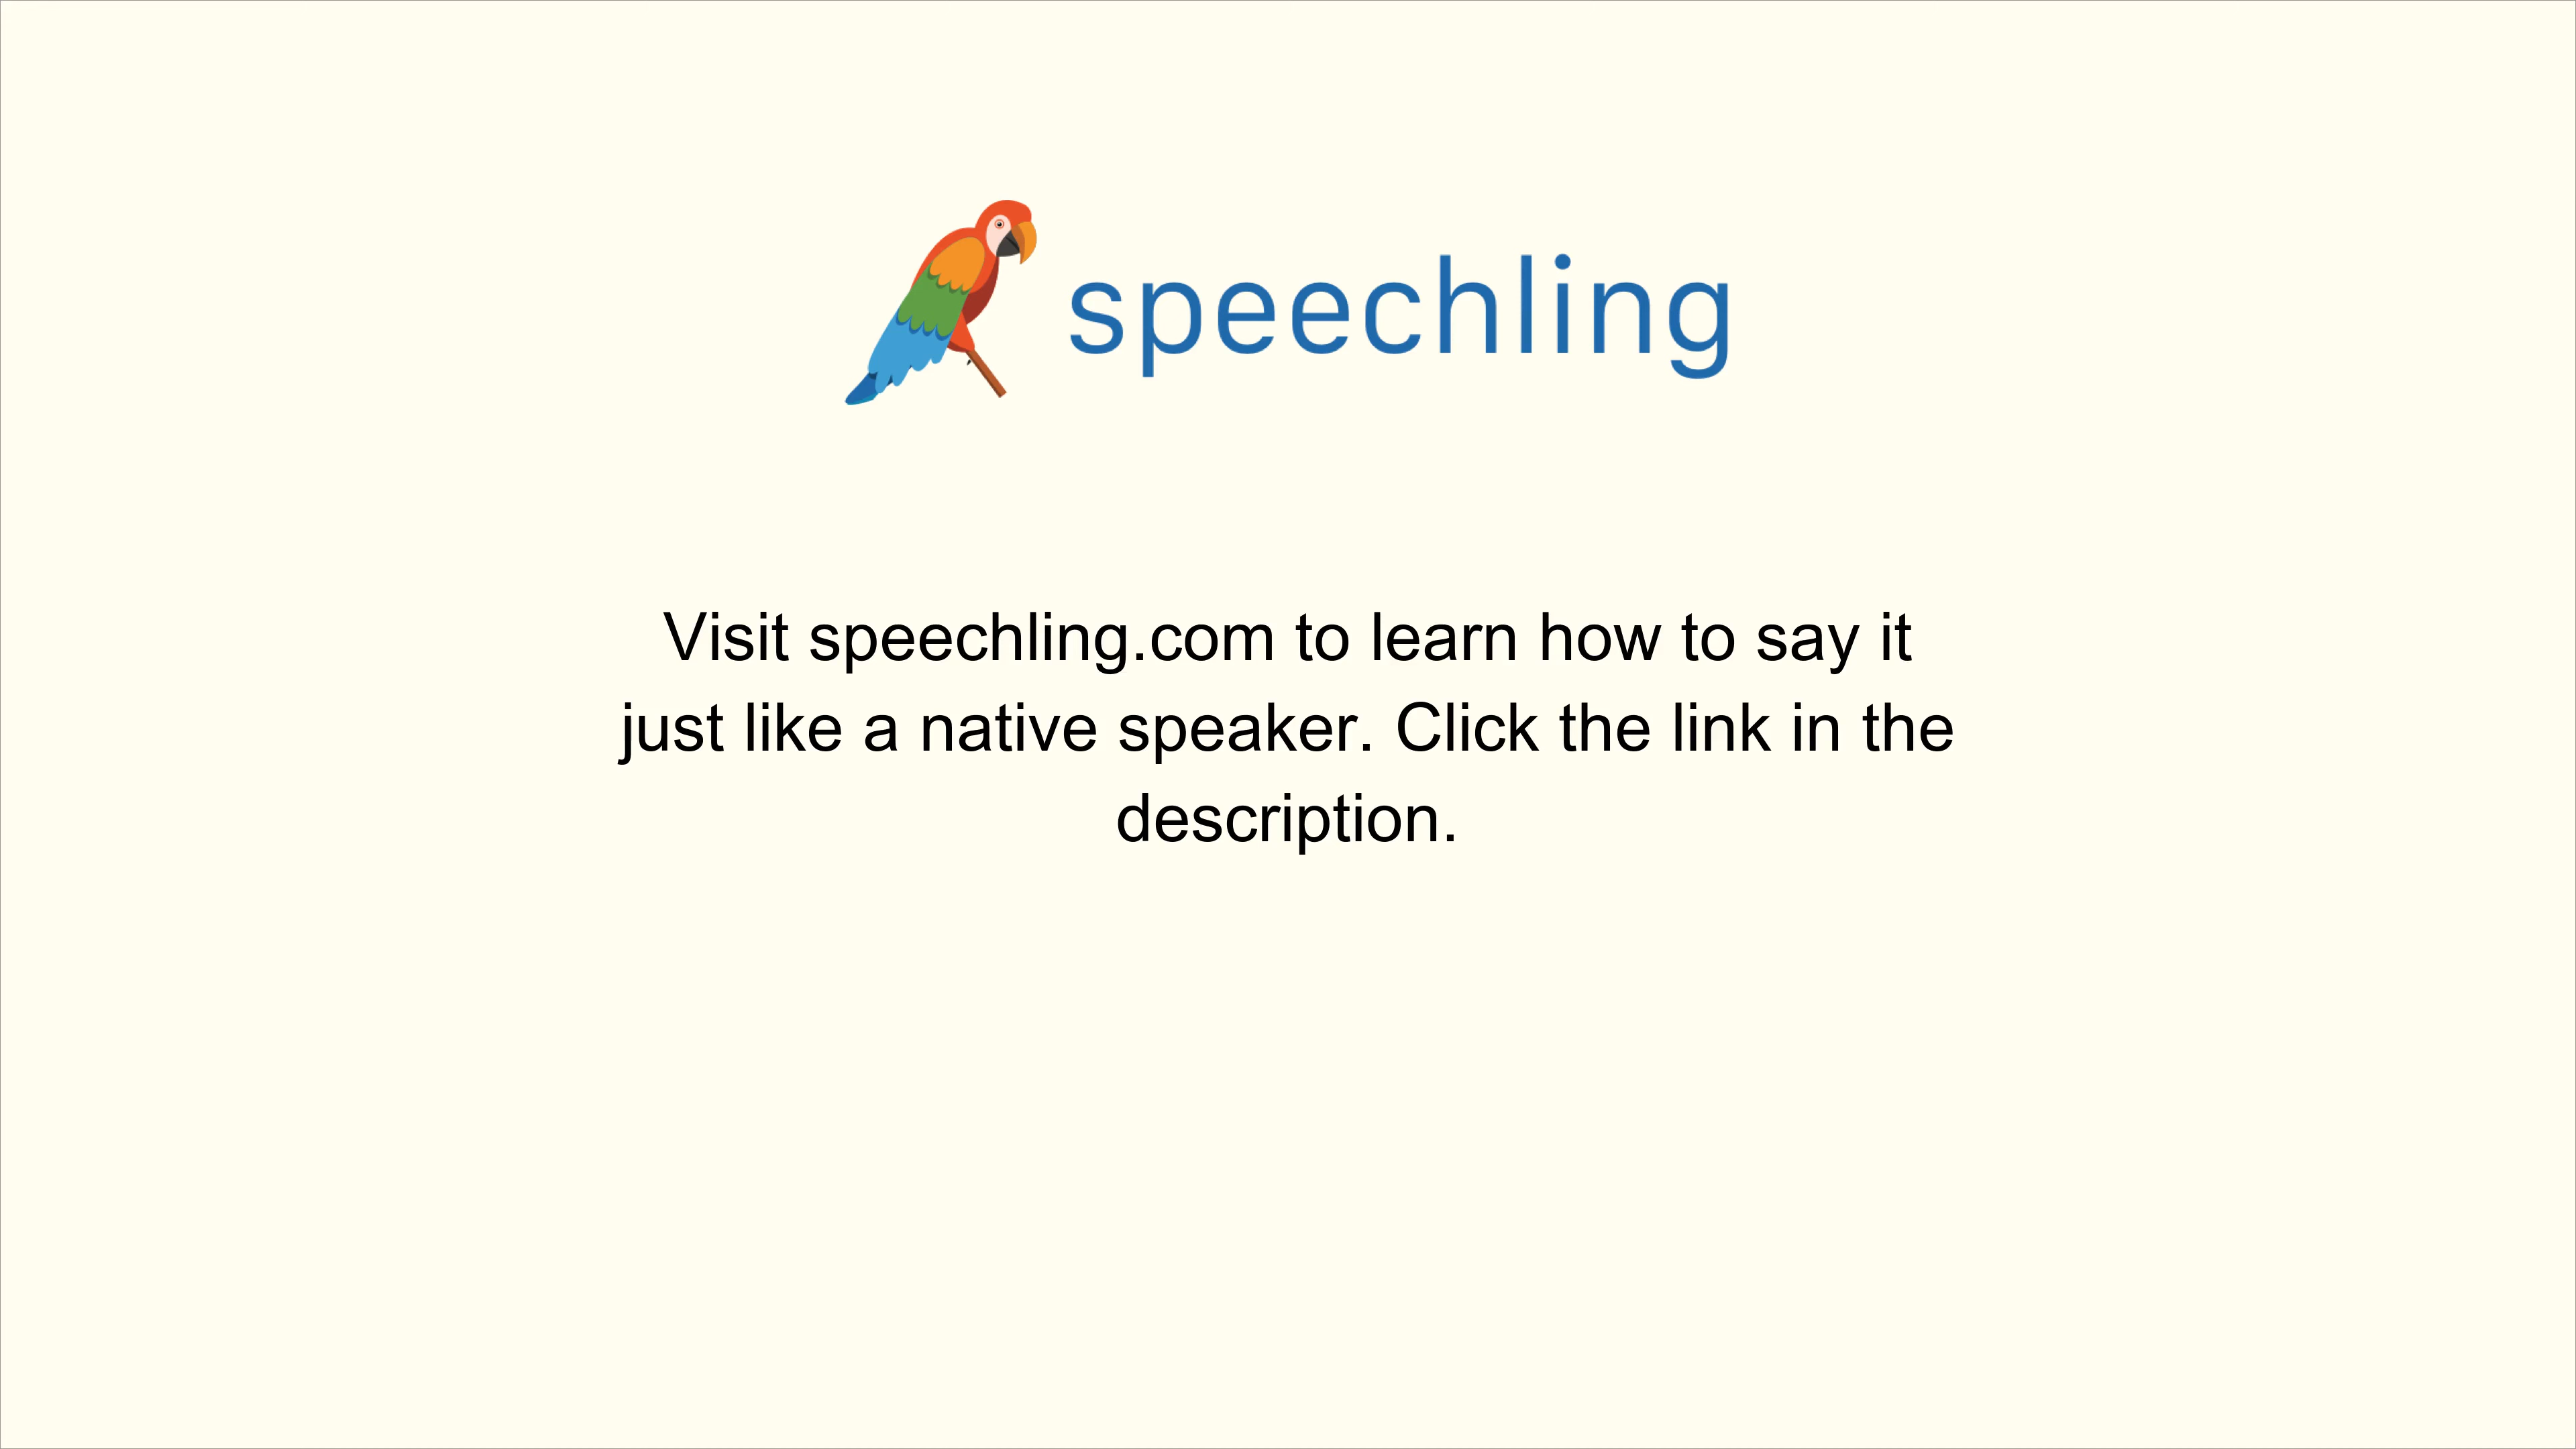 speechling
Visit speechling.com to learn how to say it
just like a native speaker. Click the link in the
description.